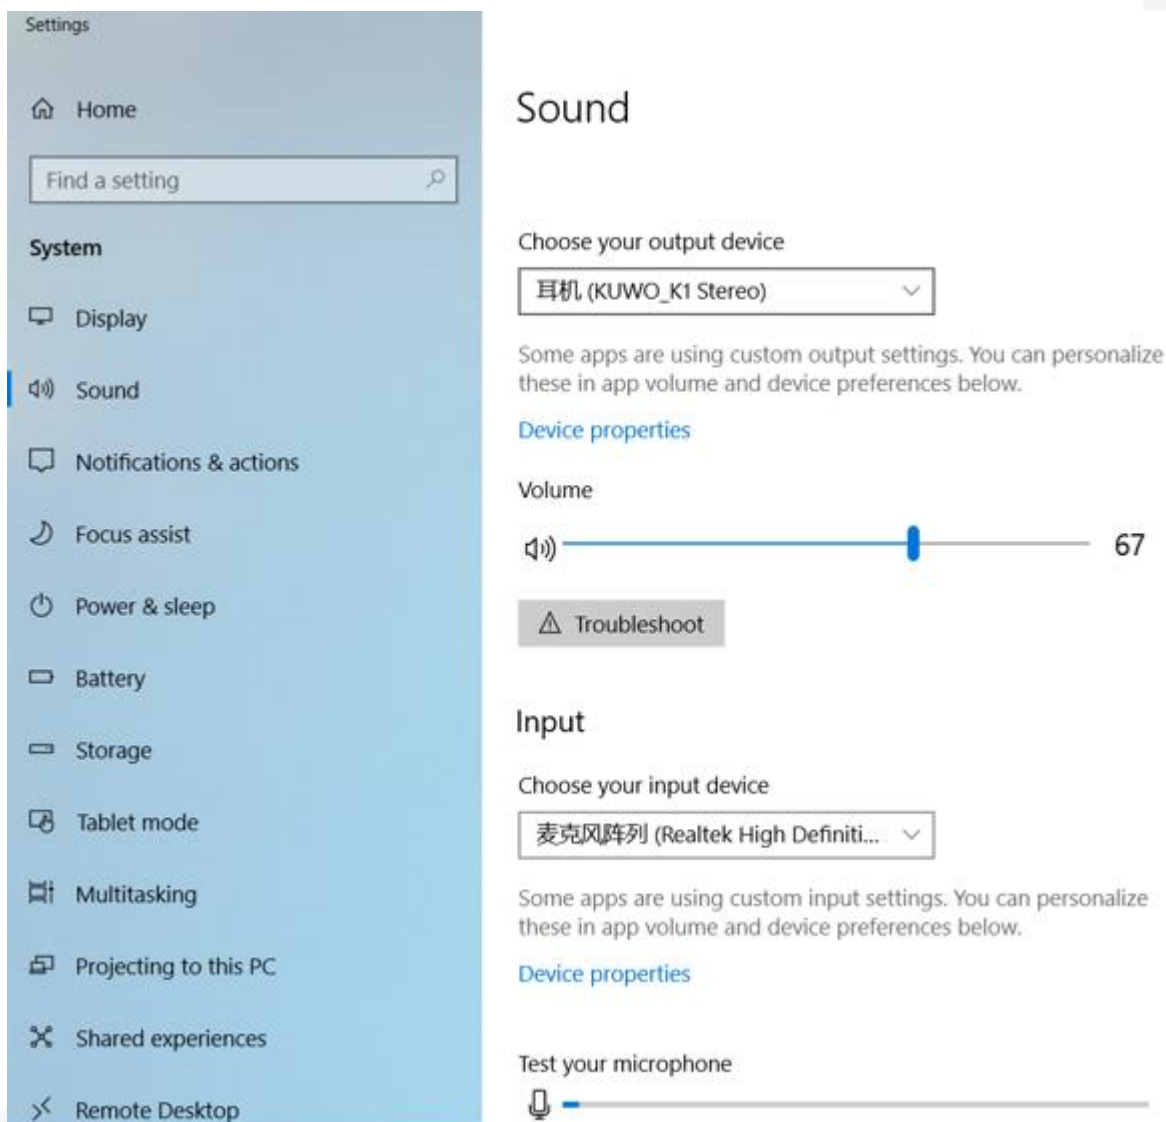 Settings
Home
Find a setting
System
Display
Sound
Notifications & actions
Focus assist
Power & sleep
Battery
Storage
Tablet mode
Multitasking
Projecting to this PC
Shared experiences
Remote Desktop
Sound
Choose your output device
耳机 (KUWO_K1 Stereo)
Some apps are using custom output settings. You can personalize
these in app volume and device preferences below.
Device properties
Volume
67
Troubleshoot
Input
Choose your input device
麦克风阵列 (Realtek High Definiti...
Some apps are using custom input settings. You can personalize
these in app volume and device preferences below.
Device properties
Test your microphone